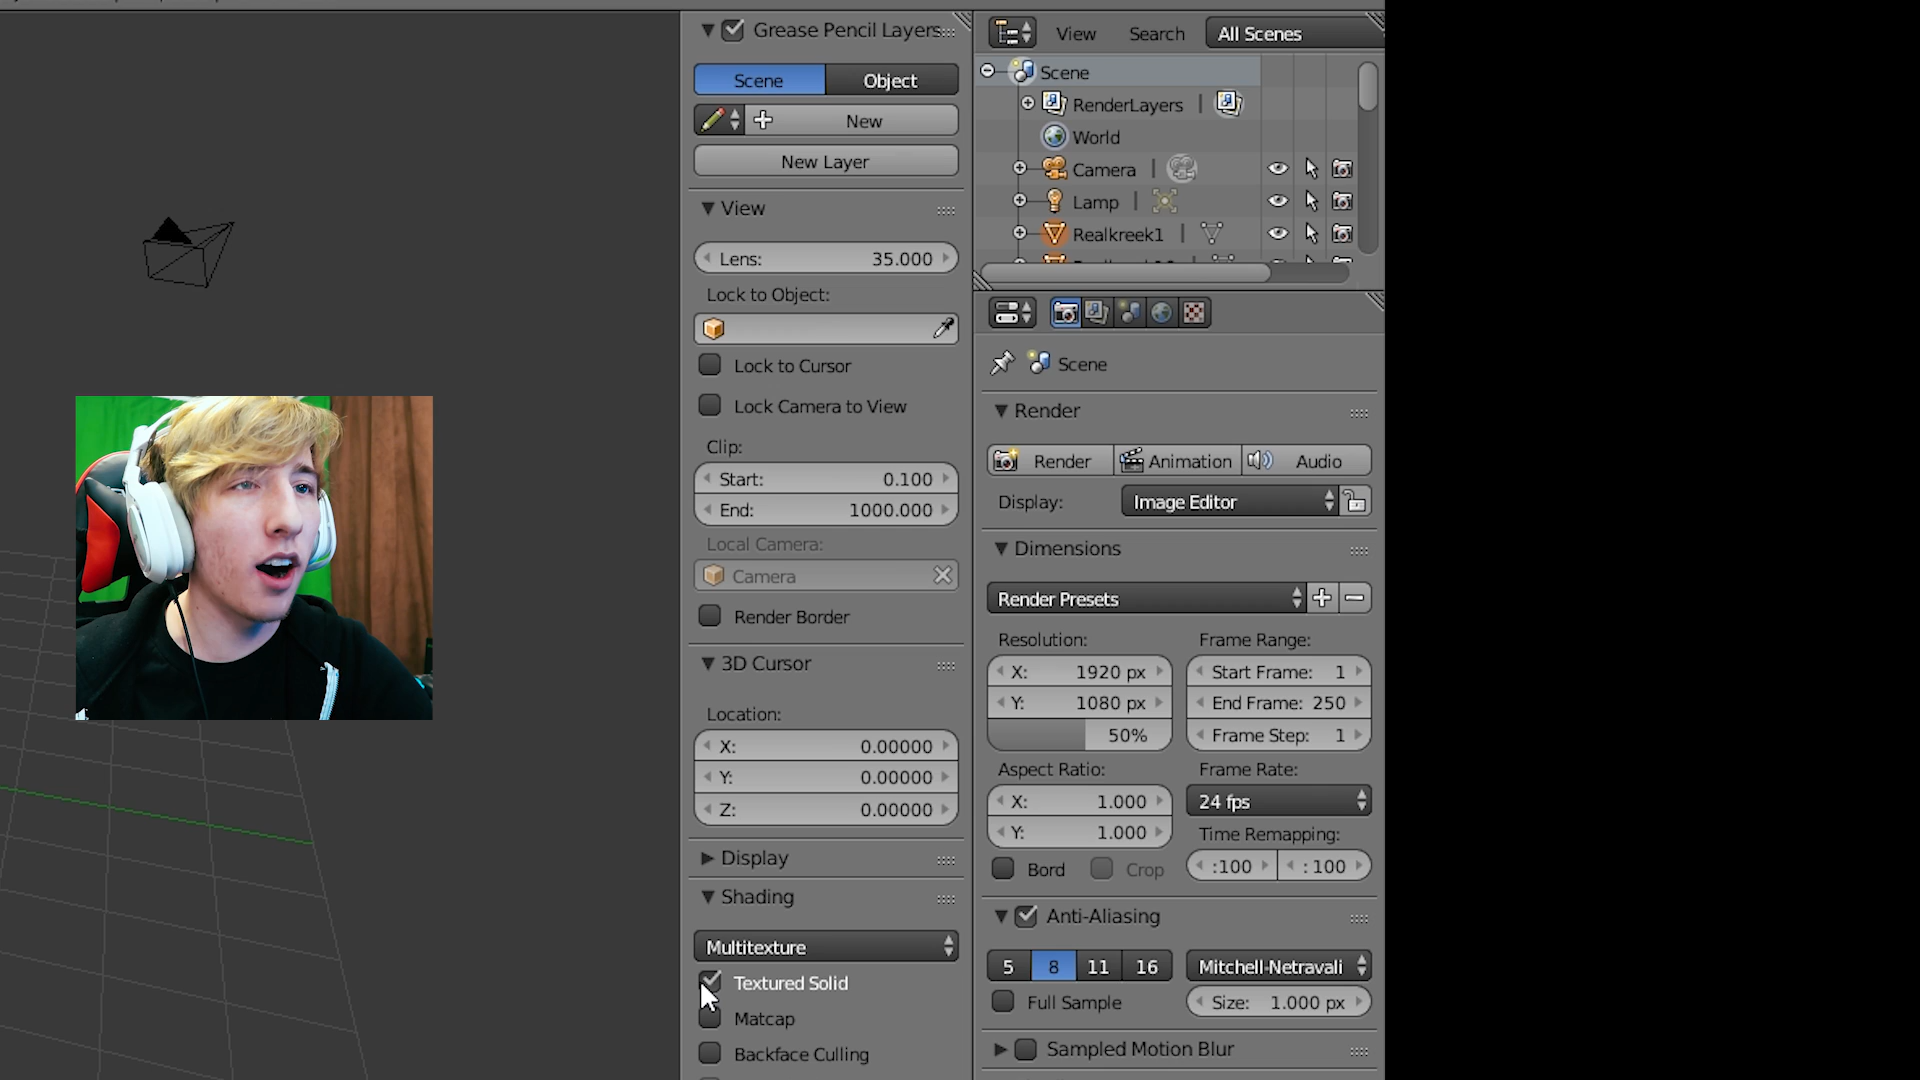 Grease Pencil Layers
Scene Object
New
New Layer
View
Lens: 35.000
Lock to Object:
Lock to Cursor
Lock Camera to View
Clip:
Start: 0.100
End: 1000.000
Local Camera:
Camera
Render Border
3D Cursor
Location:
X: 0.00000
Y: 0.00000
Z: 0.00000
Display
Shading
Multitexture
Textured Solid
Matcap
Backface Culling
View Search All Scenes
Scene
RenderLayers
World
Camera
Lamp
Realkreek1
Scene
Render
Render Animation Audio
Display: Image Editor
Dimensions
Render Presets
Resolution: Frame Range:
X: 1920 px Start Frame: 1
Y: 1080 px End Frame: 250
50% Frame Step: 1
Aspect Ratio: Frame Rate:
X: 1.000 24 fps
Y: 1.000 Time Remapping:
Bord Crop :100 : 100
Anti-Aliasing
5 8 11 16 Mitchell-Netravali
Full Sample Size: 1.000 px
Sampled Motion Blur